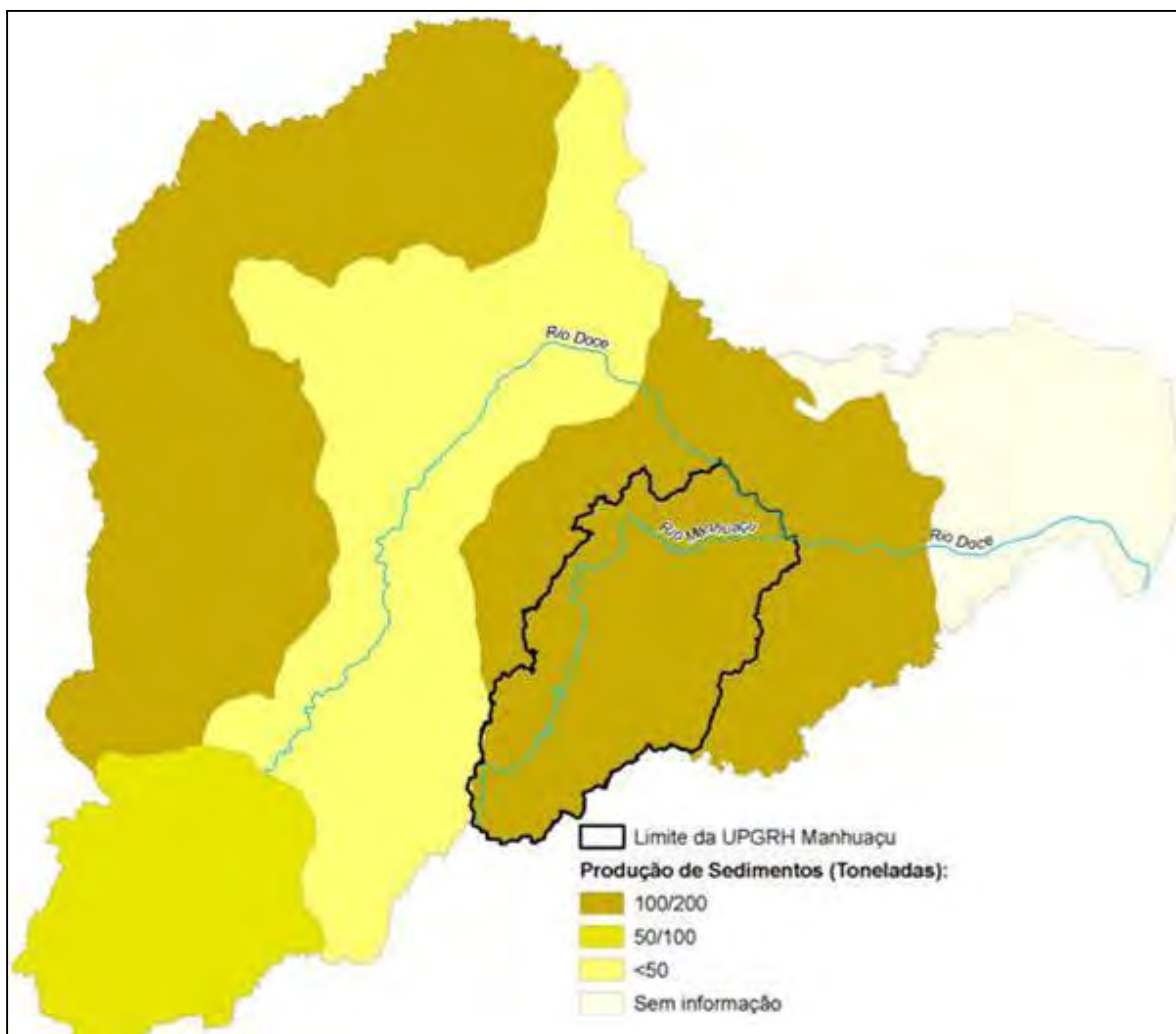 Rio Doce
Rio Manhuaçu
Rio Doce
Limite da UPGRH Manhuaçu
Produção de Sedimentos (Toneladas):
100/200
50/100
<50
Sem informação